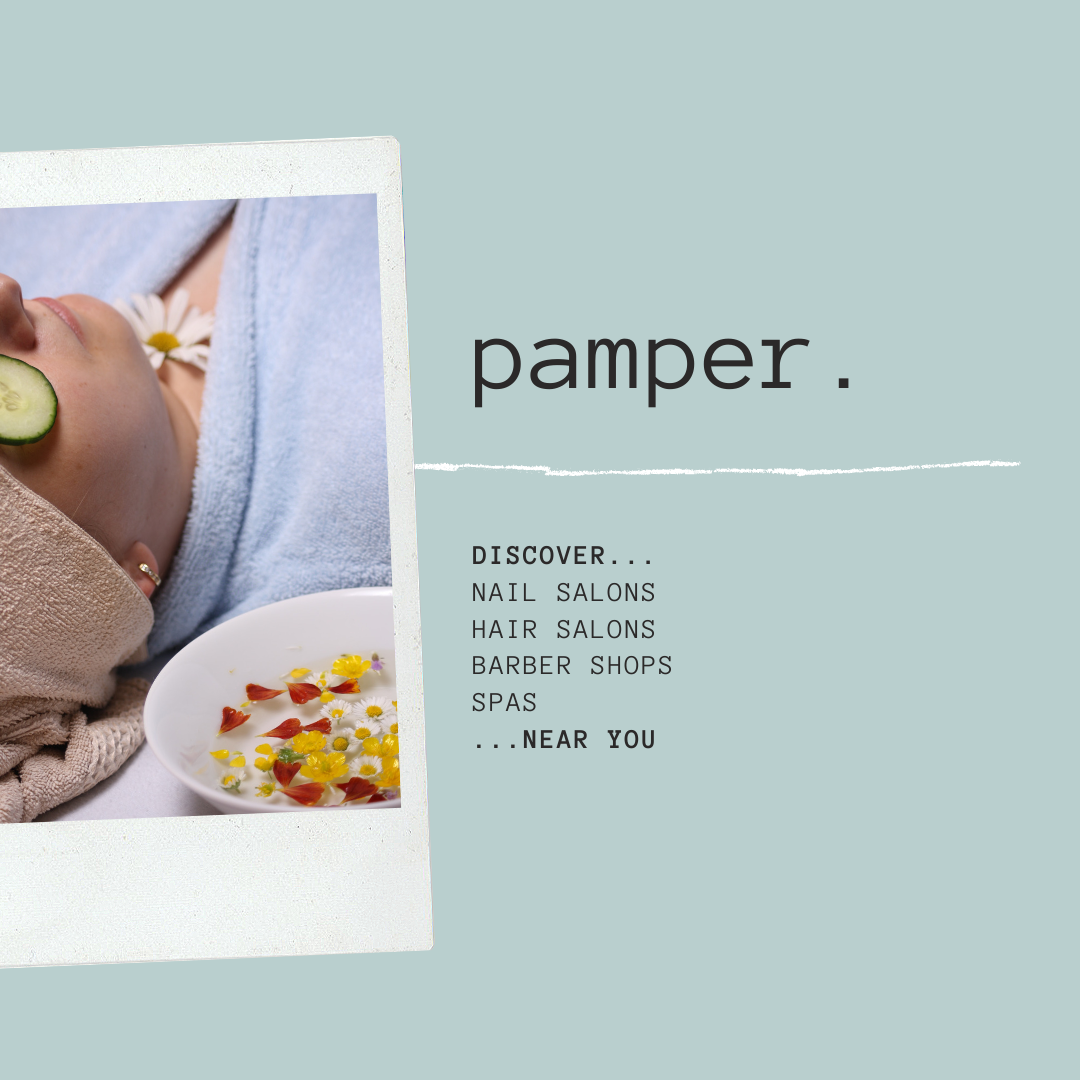 pamper.
DISCOVER...
NAIL SALONS
HAIR SALONS
BARBER SHOPS
SPAS
...NEAR YOU